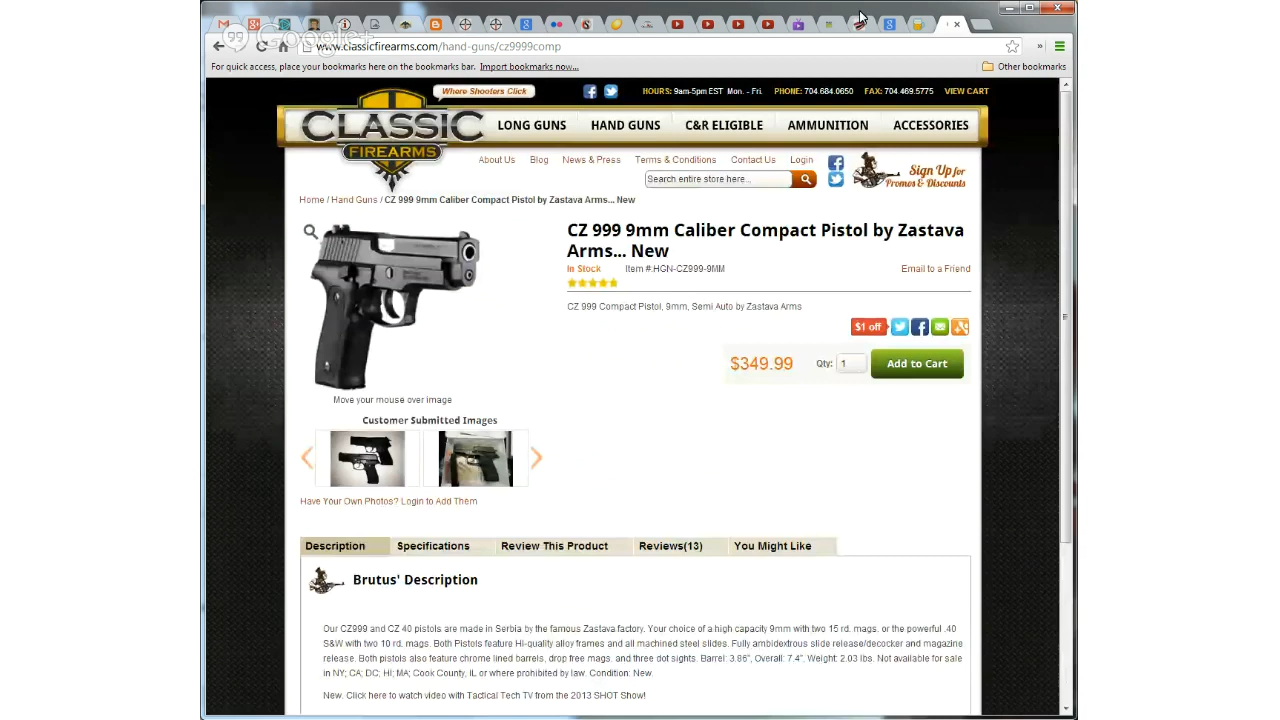 Google+
www.classicfirearms.com/hand-guns/cz9999comp
»
For quick access, place your bookmarks here on the bookmarks bar. Import bookmarks now...
Other bookmarks
Where Shooters Click
HOURS: 9am-5pm EST Mon. - Fri. PHONE: 704.684.0650 FAX: 704.469.5775 VIEW CART
CLASSIC
FIREARMS
LONG GUNS HAND GUNS C&R ELIGIBLE AMMUNITION ACCESSORIES
About Us Blog News & Press Terms & Conditions Contact Us Login
Search entire store here...
Sign Up for
Promos & Discounts
Home / Hand Guns / CZ 999 9mm Caliber Compact Pistol by Zastava Arms... New
CZ 999 9mm Caliber Compact Pistol by Zastava
Arms... New
In Stock Item #:HGN-CZ999-9MM Email to a Friend
CZ 999 Compact Pistol, 9mm, Semi Auto by Zastava Arms
$1 off
$349.99 Qty: 1 Add to Cart
Move your mouse over image
Customer Submitted Images
Have Your Own Photos? Login to Add Them
Description Specifications Review This Product Reviews(13) You Might Like
Brutus' Description
Our CZ999 and CZ 40 pistols are made in Serbia by the famous Zastava factory. Your choice of a high capacity 9mm with two 15 rd. mags. or the powerful .40
S&W with two 10 rd. mags. Both Pistols feature Hi-quality alloy frames and all machined steel slides. Fully ambidextrous slide release/decocker and magazine
release. Both pistols also feature chrome lined barrels, drop free mags, and three dot sights. Barrel: 3.86", Overall: 7.4". Weight: 2.03 lbs. Not available for sale
in NY; CA; DC; HI; MA; Cook County, IL or where prohibited by law. Condition: New.
New. Click here to watch video with Tactical Tech TV from the 2013 SHOT Show!